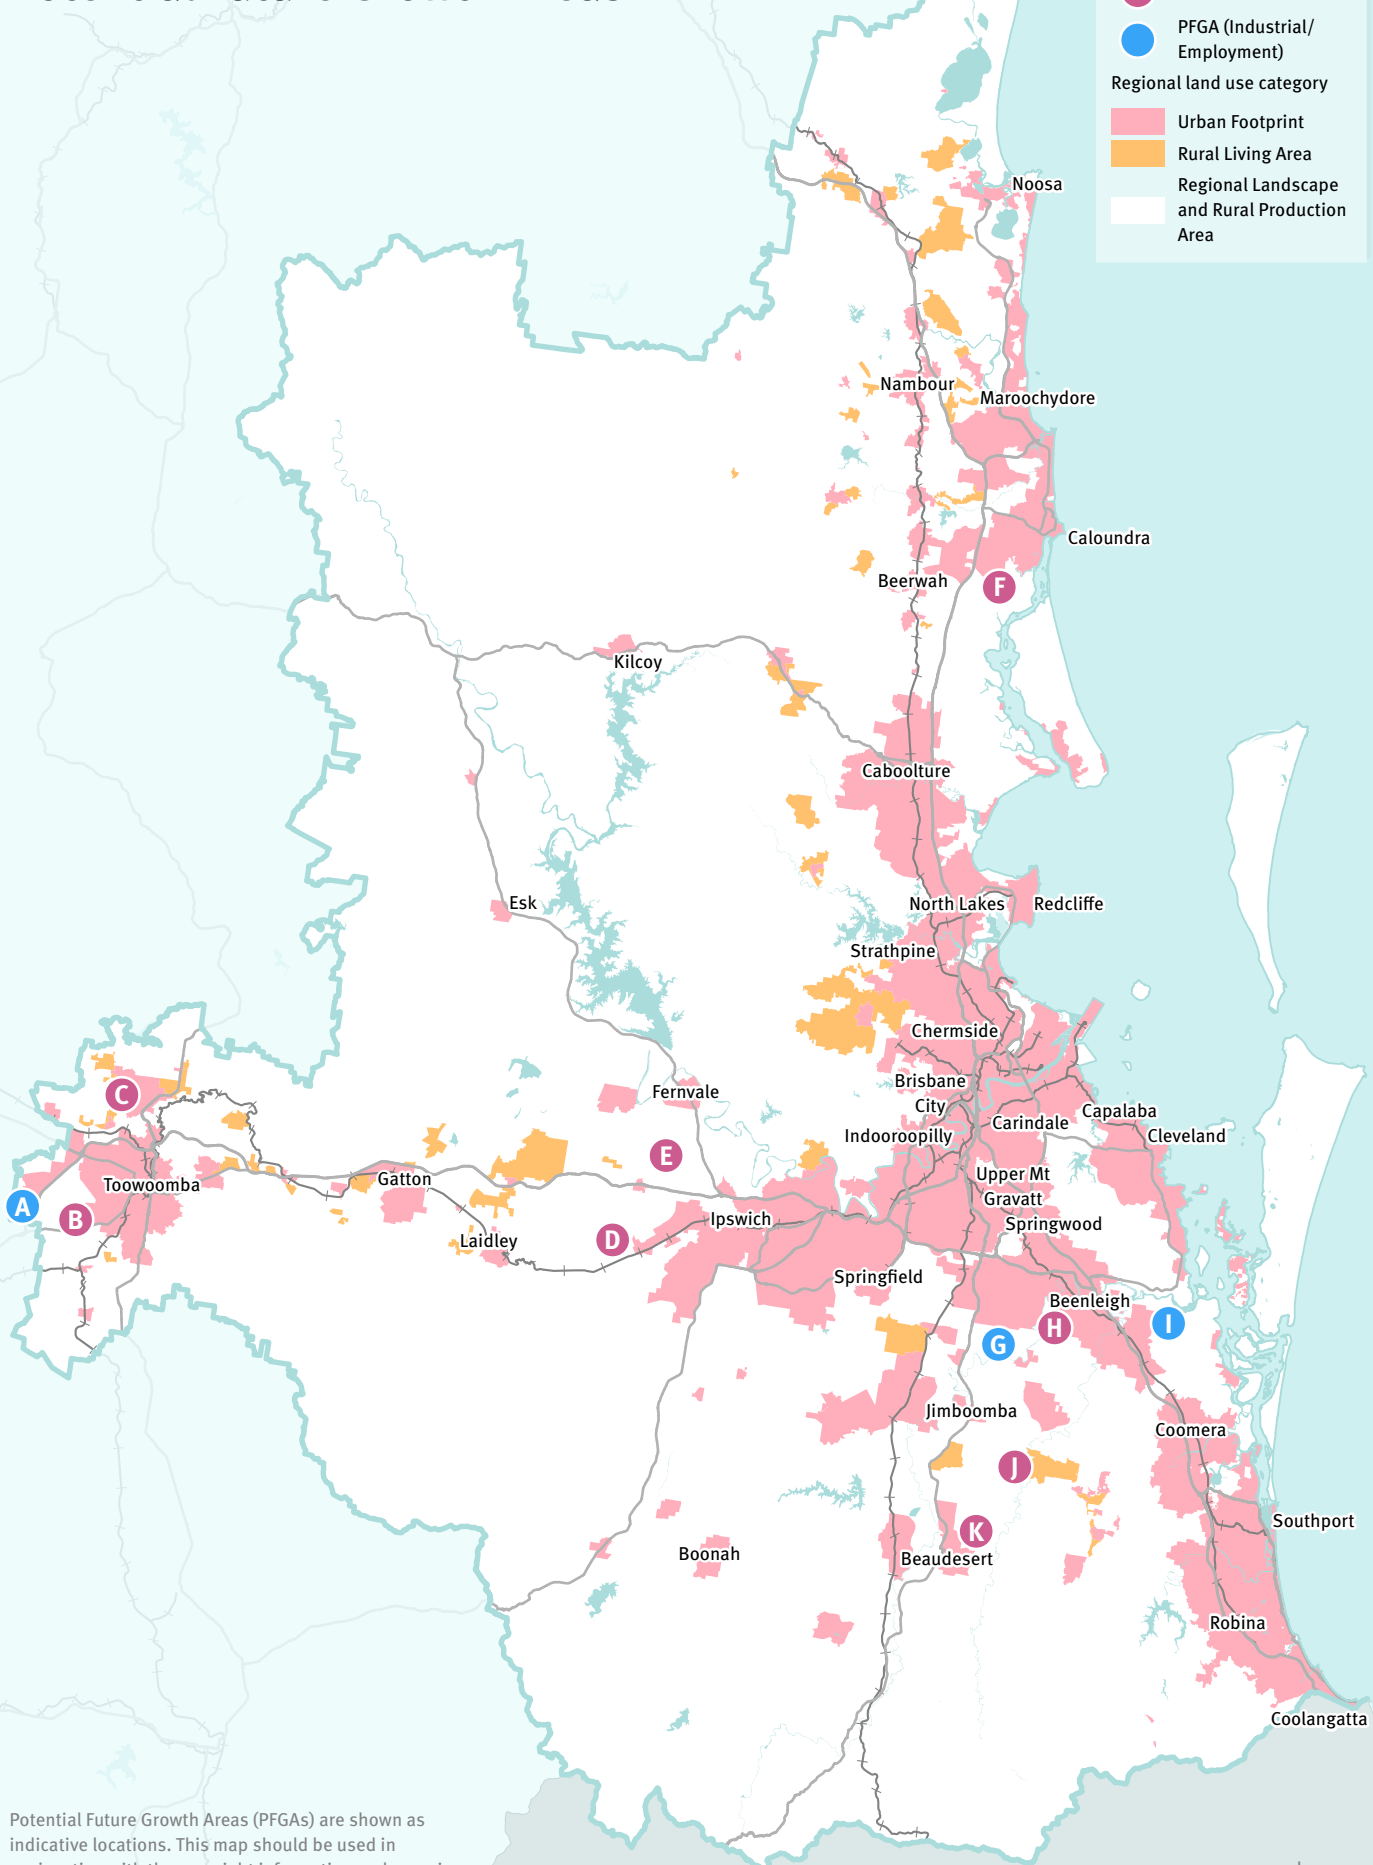 PFGA (Industrial/
Employment)
Regional land use category
Urban Footprint
Rural Living Area
Regional Landscape
and Rural Production
Area
Noosa
Nambour
Maroochydore
Caloundra
Beerwah
F
Kilcoy
Caboolture
Esk
North Lakes
Redcliffe
Strathpine
Chermside
C
Fernvale
Brisbane
City
Carindale
Capalaba
Cleveland
Indooroopilly
E
Toowoomba
Gatton
Upper Mt
Gravatt
A
B
Ipswich
Springwood
D
Laidley
Springfield
Beenleigh
H
I
G
Jimboomba
Coomera
J
Southport
K
Boonah
Beaudesert
Robina
Coolangatta
Potential Future Growth Areas (PFGAs) are shown as
indicative locations. This map should be used in